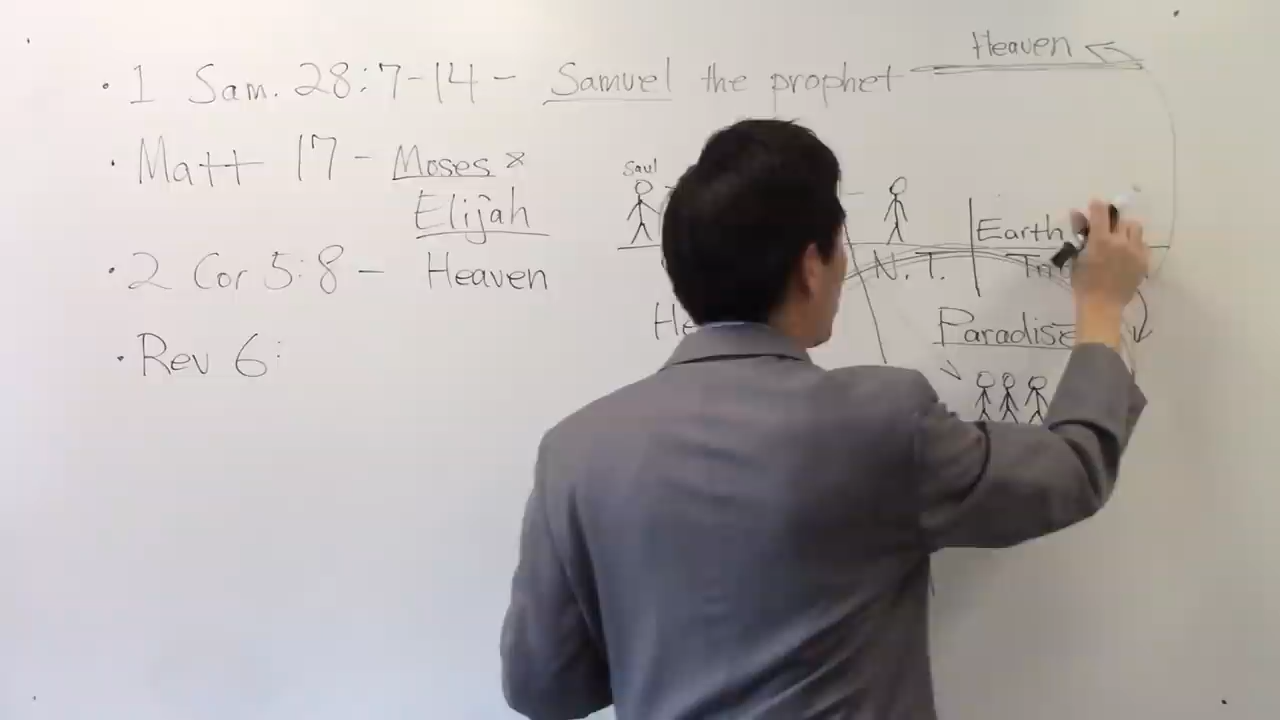 Heaven
• 1 Sam. 28:7-14 - Samuel the prophet
• Matt 17 - Moses &
Elijah
Saul
Earth
• 2 Cor 5:8 - Heaven
N. T.
Paradise
• Rev 6: